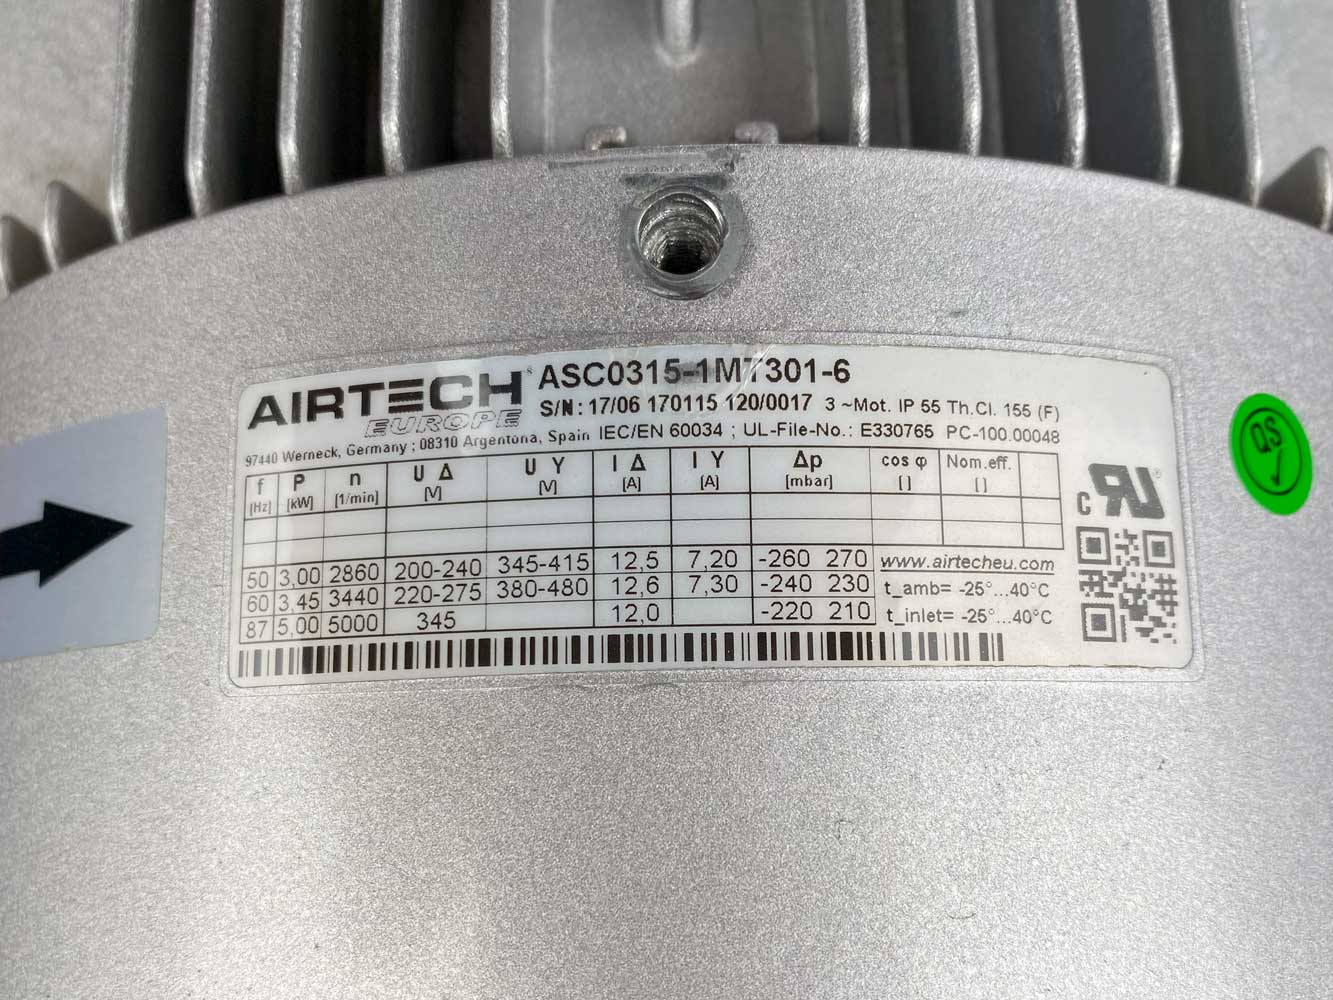 AIRTECH
EUROPE
ASC0315-1MT301-6
S/N: 17/06 170115 120/0017 3 ~Mot. IP 55 Th.Cl. 155 (F)
97440 Werneck, Germany ; 08310 Argentona, Spain IEC/EN 60034 ; UL-File-No.: E330765 PC-100.00048
f P n U Δ U Y I Δ I Y Δp cos φ Nom.eff.
[Hz] [kW] [1/min] [V] [V] [A] [A] [mbar] [ ] [ ]
50 3,00 2860 200-240 345-415 12,5 7,20 -260 270 www.airtecheu.com
60 3,45 3440 220-275 380-480 12,6 7,30 -240 230 t_amb= -25°...40°C
87 5,00 5000 345 12,0 -220 210 t_inlet= -25°...40°C
c RU
QS